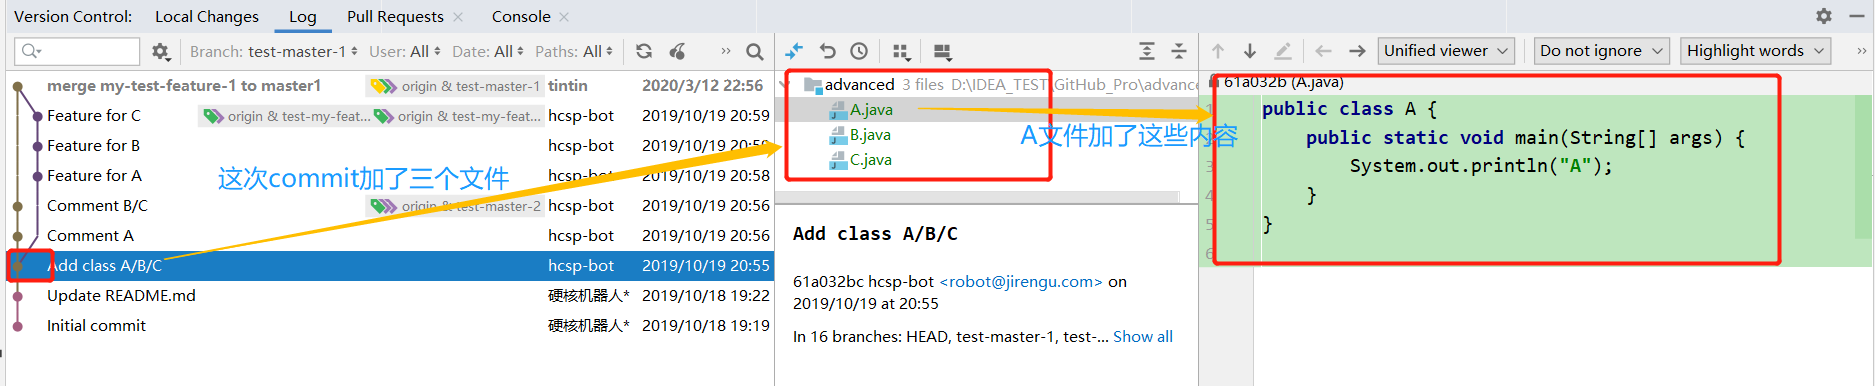 Version Control: Local Changes Log Pull Requests Console
Branch: test-master-1 User: All Date: All Paths: All
Unified viewer Do not ignore Highlight words
merge my-test-feature-1 to master1 origin & test-master-1 tintin 2020/3/12 22:56
Feature for C origin & test-my-feat... origin & test-my-feat... hcsp-bot 2019/10/19 20:59
Feature for B hcsp-bot 2019/10/19
Feature for A hcsp-bot 2019/10/19 20:58
Comment B/C origin & test-master-2 hcsp-bot 2019/10/19 20:56
Comment A hcsp-bot 2019/10/19 20:56
Add class A/B/C hcsp-bot 2019/10/19 20:55
Update README.md 硬核机器人* 2019/10/18 19:22
Initial commit 硬核机器人* 2019/10/18 19:19
这次commit加了三个文件
advanced 3 files D:\IDEA_TEST\GitHub_Pro\advance
A.java
B.java
C.java
A文件加了这些内容
Add class A/B/C
61a032bc hcsp-bot <robot@jirengu.com> on
2019/10/19 at 20:55
In 16 branches: HEAD, test-master-1, test-... Show all
61a032b (A.java)
1 public class A {
public static void main(String[] args) {
3 System.out.println("A");
4 }
5 }
6